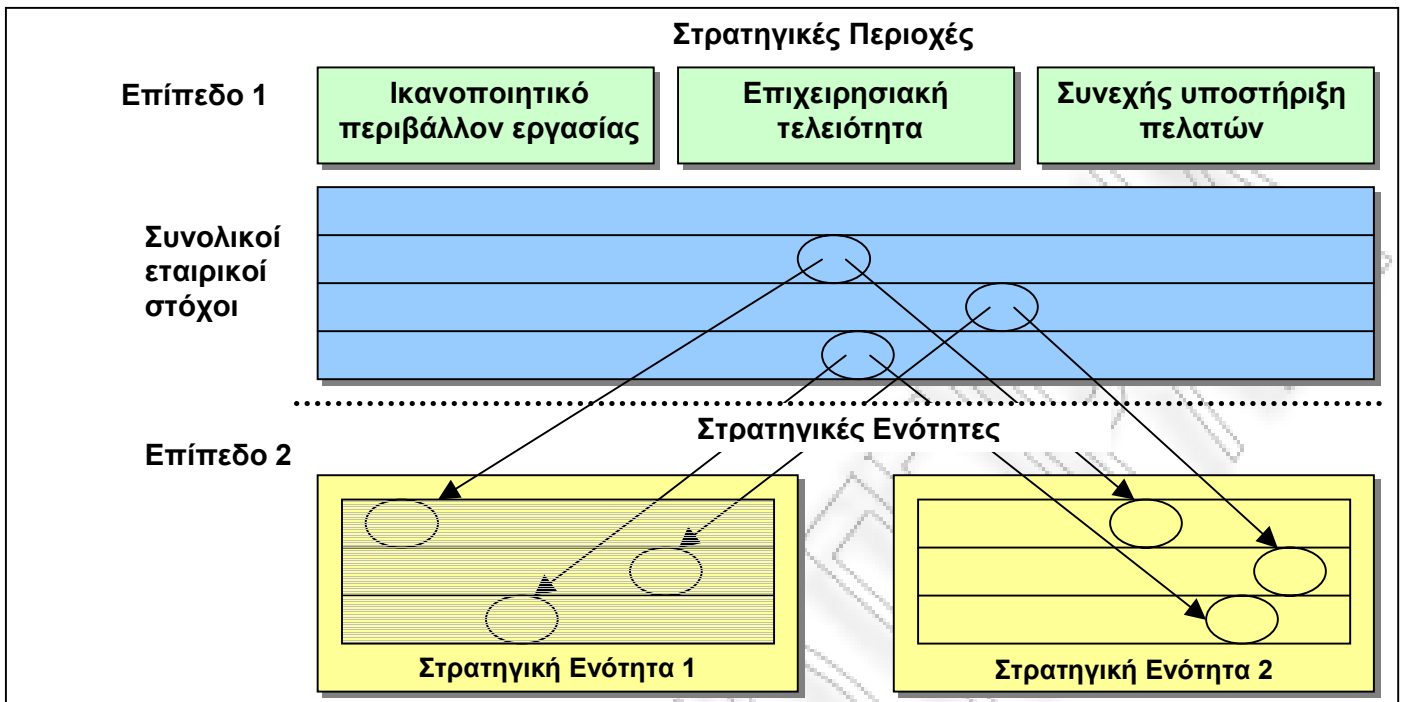 Στρατηγικές Περιοχές
Επίπεδο 1
Ικανοποιητικό
περιβάλλον εργασίας
Επιχειρησιακή
τελειότητα
Συνεχής υποστήριξη
πελατών
Συνολικοί
εταιρικοί
στόχοι
Στρατηγικές Ενότητες
Επίπεδο 2
Στρατηγική Ενότητα 1
Στρατηγική Ενότητα 2